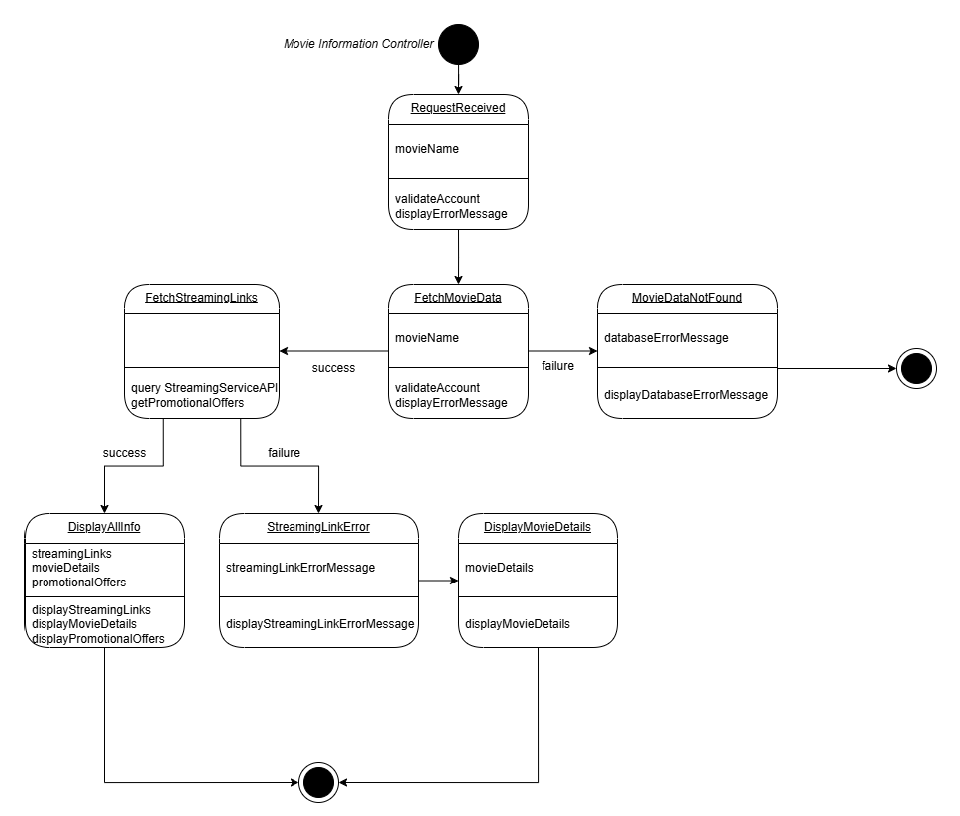 Movie Information Controller
RequestReceived
movieName
validateAccount
displayErrorMessage
FetchStreamingLinks
query StreamingServiceAPI
getPromotionalOffers
FetchMovieData
movieName
validateAccount
displayErrorMessage
MovieDataNotFound
databaseErrorMessage
displayDatabaseErrorMessage
success
failure
success
failure
DisplayAllInfo
streamingLinks
movieDetails
promotionalOffers
displayStreamingLinks
displayMovieDetails
displayPromotionalOffers
StreamingLinkError
streamingLinkErrorMessage
displayStreamingLinkErrorMessage
DisplayMovieDetails
movieDetails
displayMovieDetails